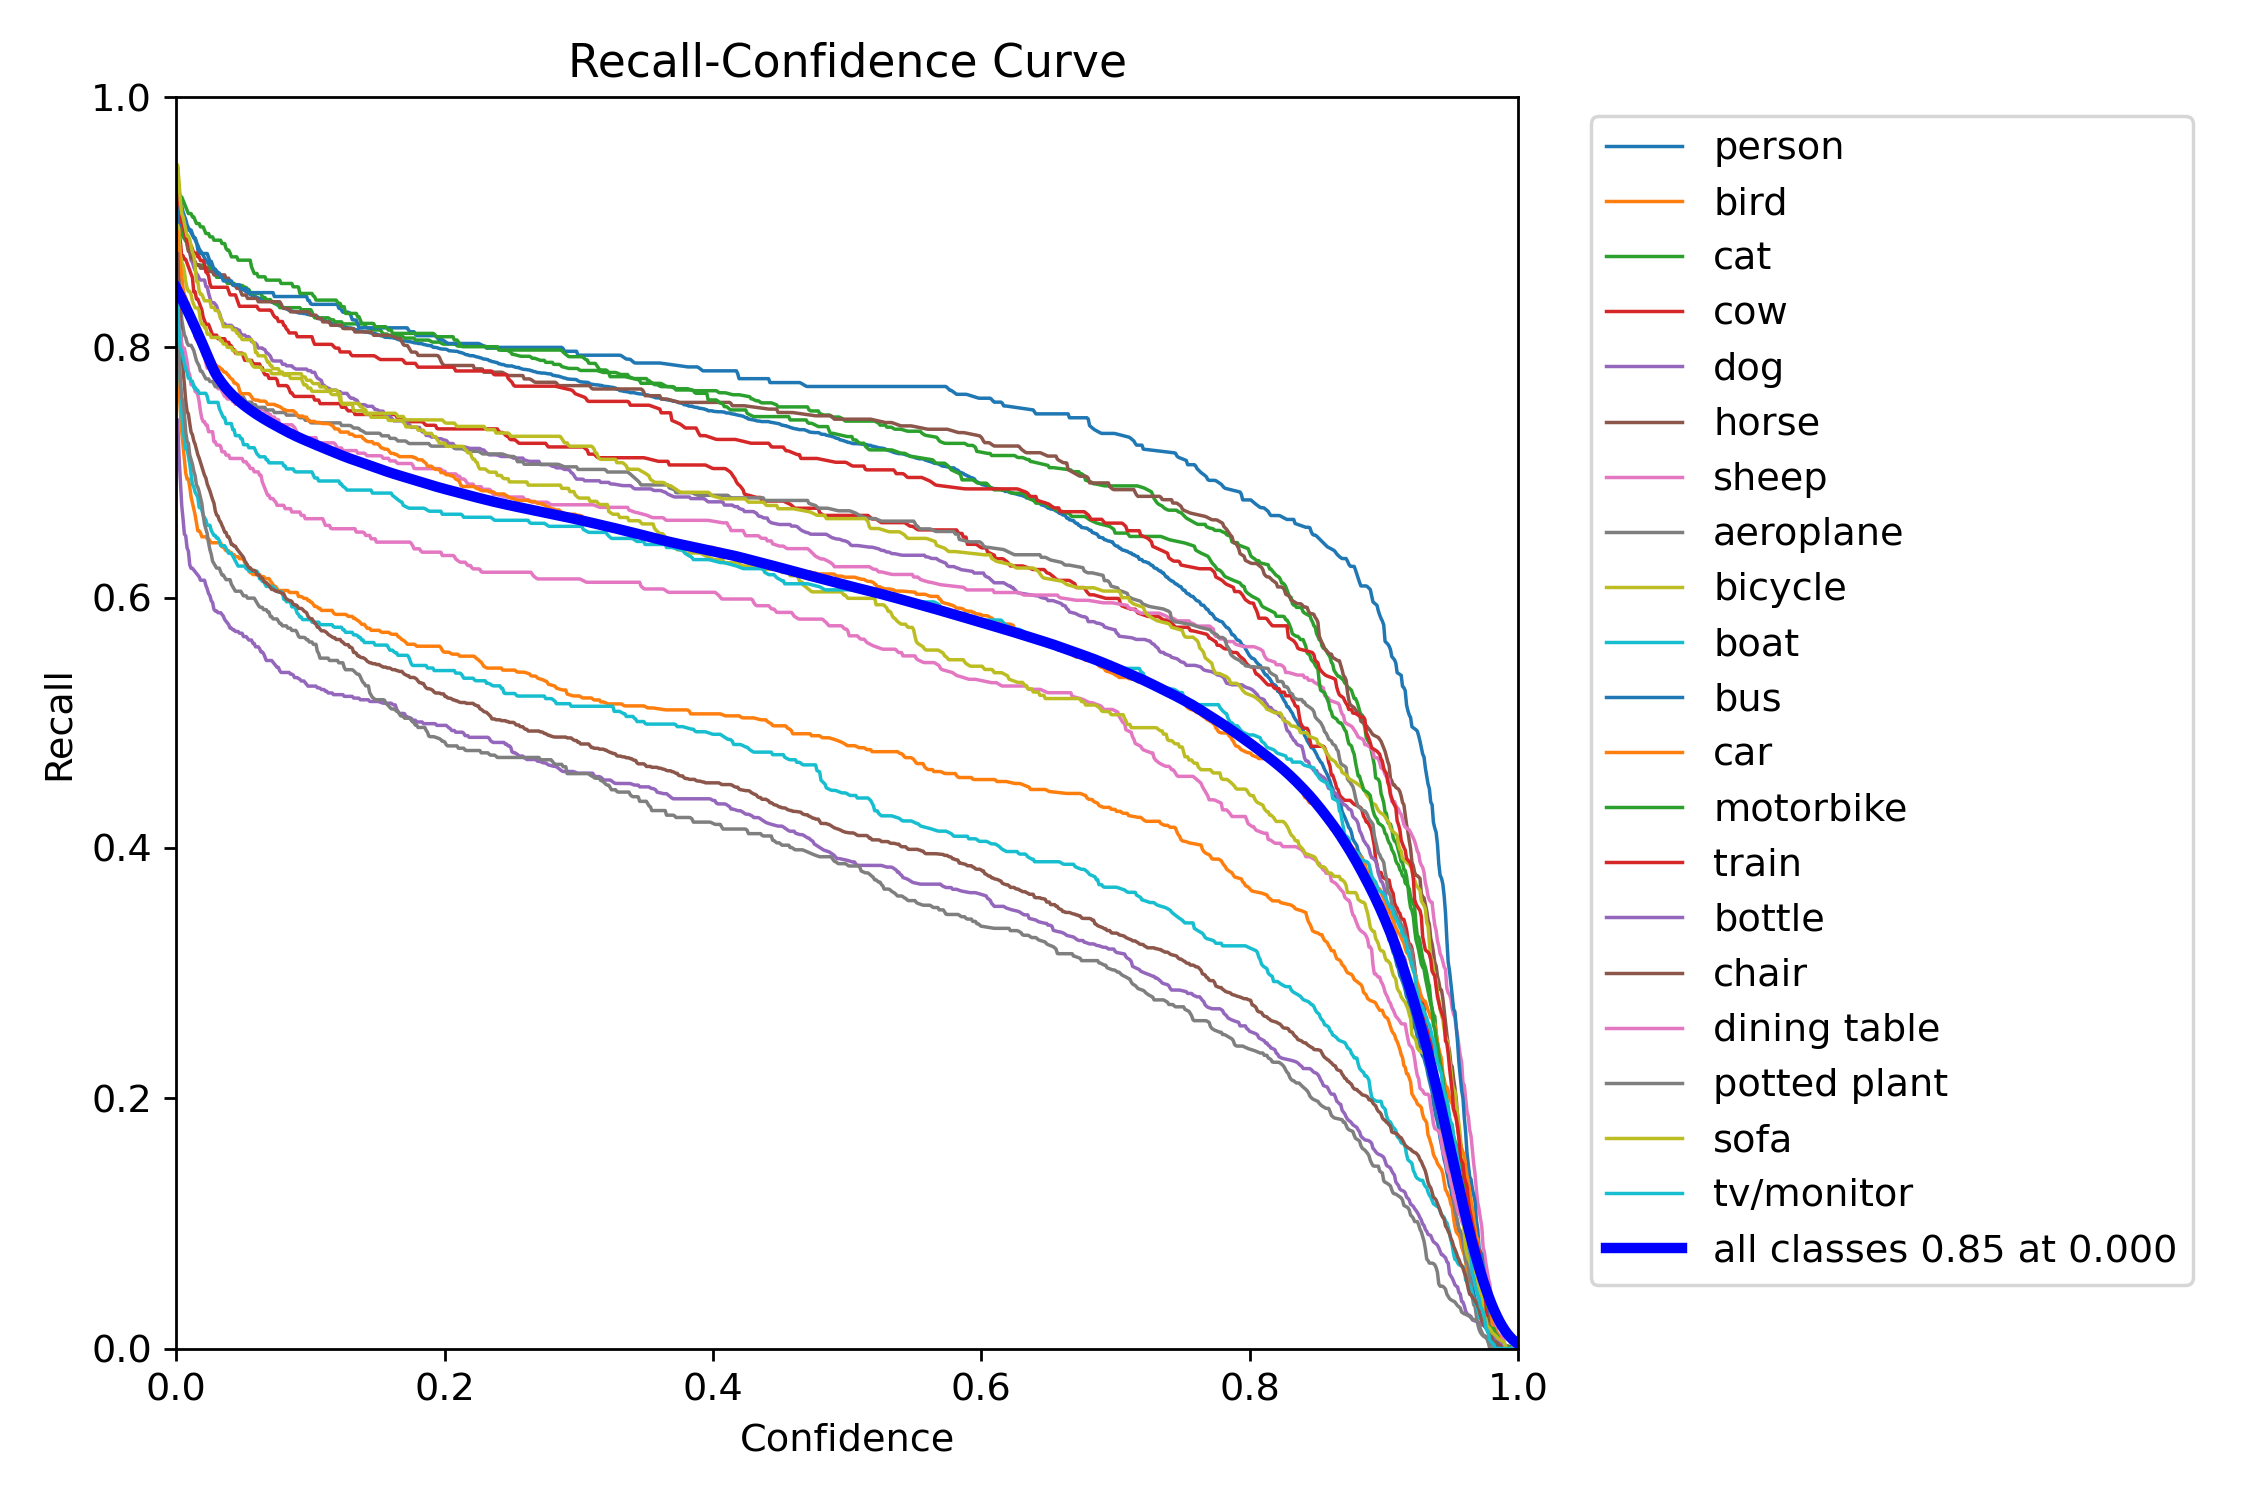 Recall-Confidence Curve
1.0
0.8
0.6
0.4
0.2
0.0
Recall
0.0 0.2 0.4 0.6 0.8 1.0
Confidence
person
bird
cat
cow
dog
horse
sheep
aeroplane
bicycle
boat
bus
car
motorbike
train
bottle
chair
dining table
potted plant
sofa
tv/monitor
all classes 0.85 at 0.000